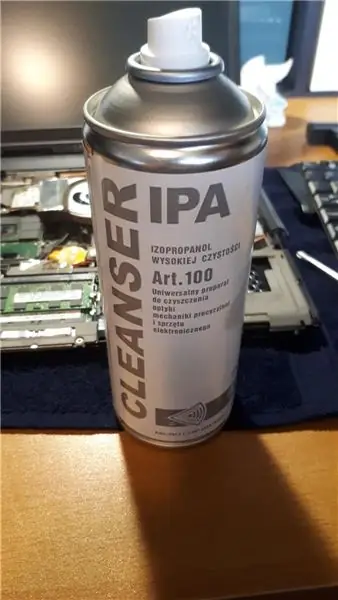 CLEANSER
IPA
IZOPROPANOL
WYSOKIEJ CZYSTOŚCI
Art.100
Uniwersalny preparat
do czyszczenia
optyki
mechaniki precyzyjnej
i sprzętu
elektronicznego